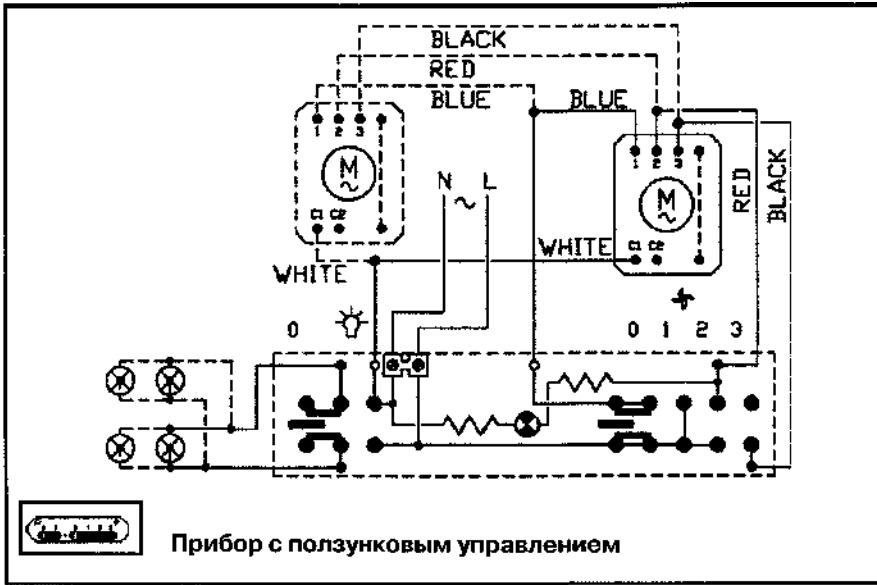 BLACK
RED
BLUE
BLUE
1 2 3
M
~
C1 C2
N ~ L
1 2 3
M
~
C1 C2
RED
BLACK
WHITE
WHITE
0
0 1 2 3
Прибор с ползунковым управлением